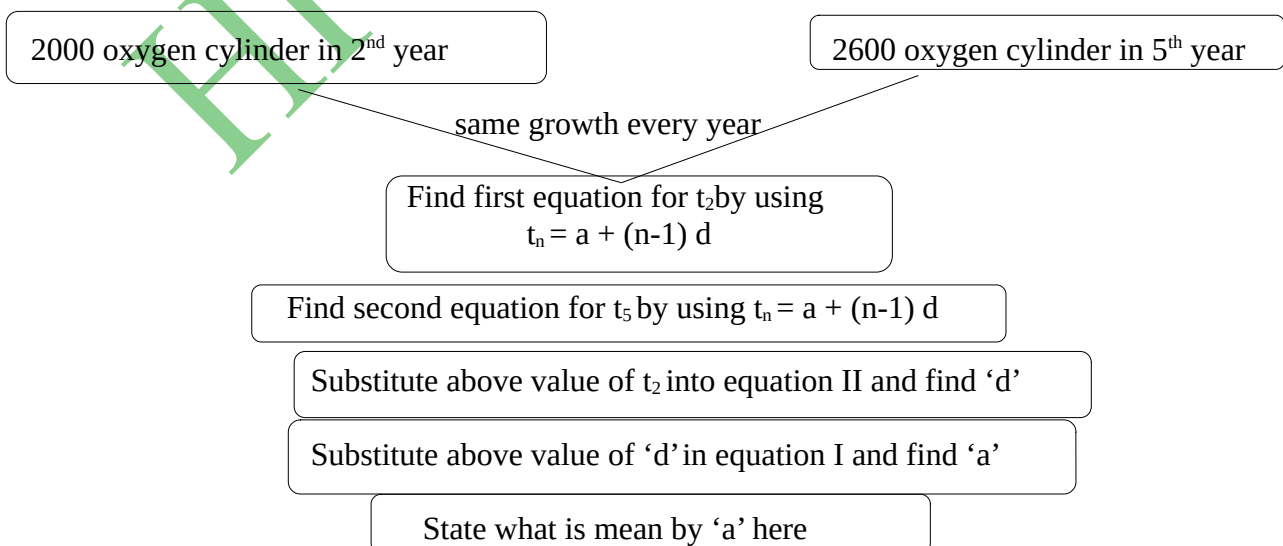 2000 oxygen cylinder in 2nd year
2600 oxygen cylinder in 5th year
same growth every year
Find first equation for t2by using
tn = a + (n-1) d
Find second equation for t5 by using tn = a + (n-1) d
Substitute above value of t2 into equation II and find ‘d’
Substitute above value of ‘d’ in equation I and find ‘a’
State what is mean by ‘a’ here